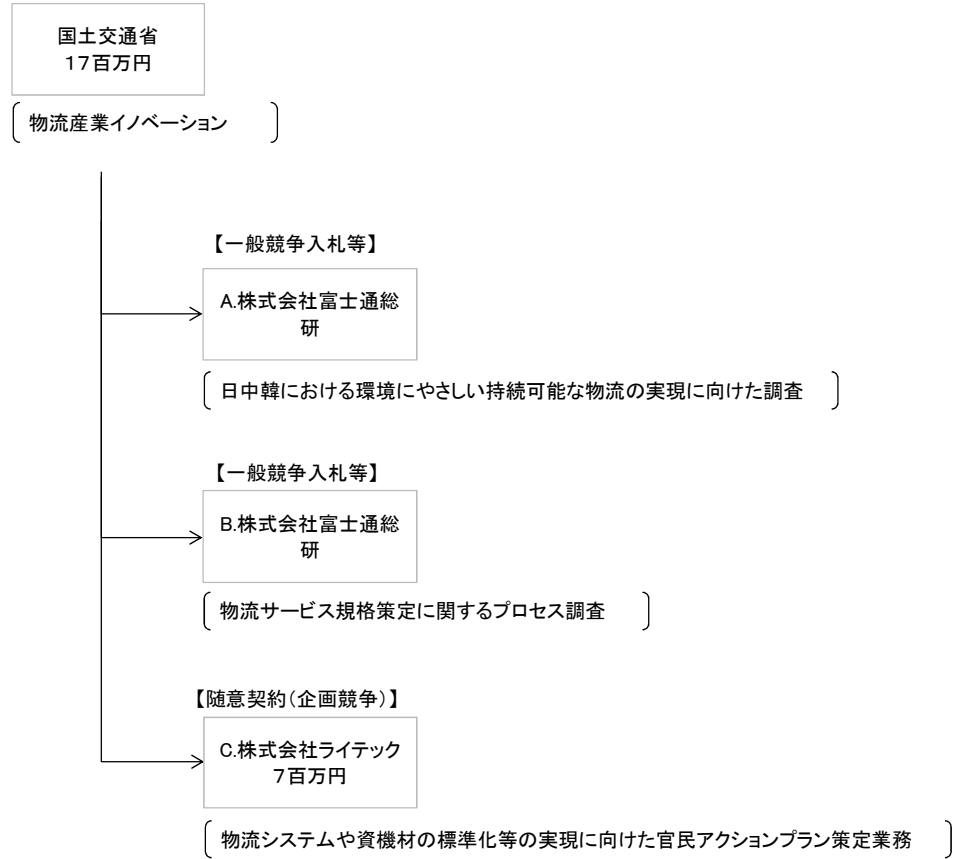 国土交通省
17百万円
物流産業イノベーション
【一般競争入札等】
A.株式会社富士通総
研
日中韓における環境にやさしい持続可能な物流の実現に向けた調査
【一般競争入札等】
B.株式会社富士通総
研
物流サービス規格策定に関するプロセス調査
【随意契約（企画競争）】
C.株式会社ライテック
７百万円
物流システムや資機材の標準化等の実現に向けた官民アクションプラン策定業務